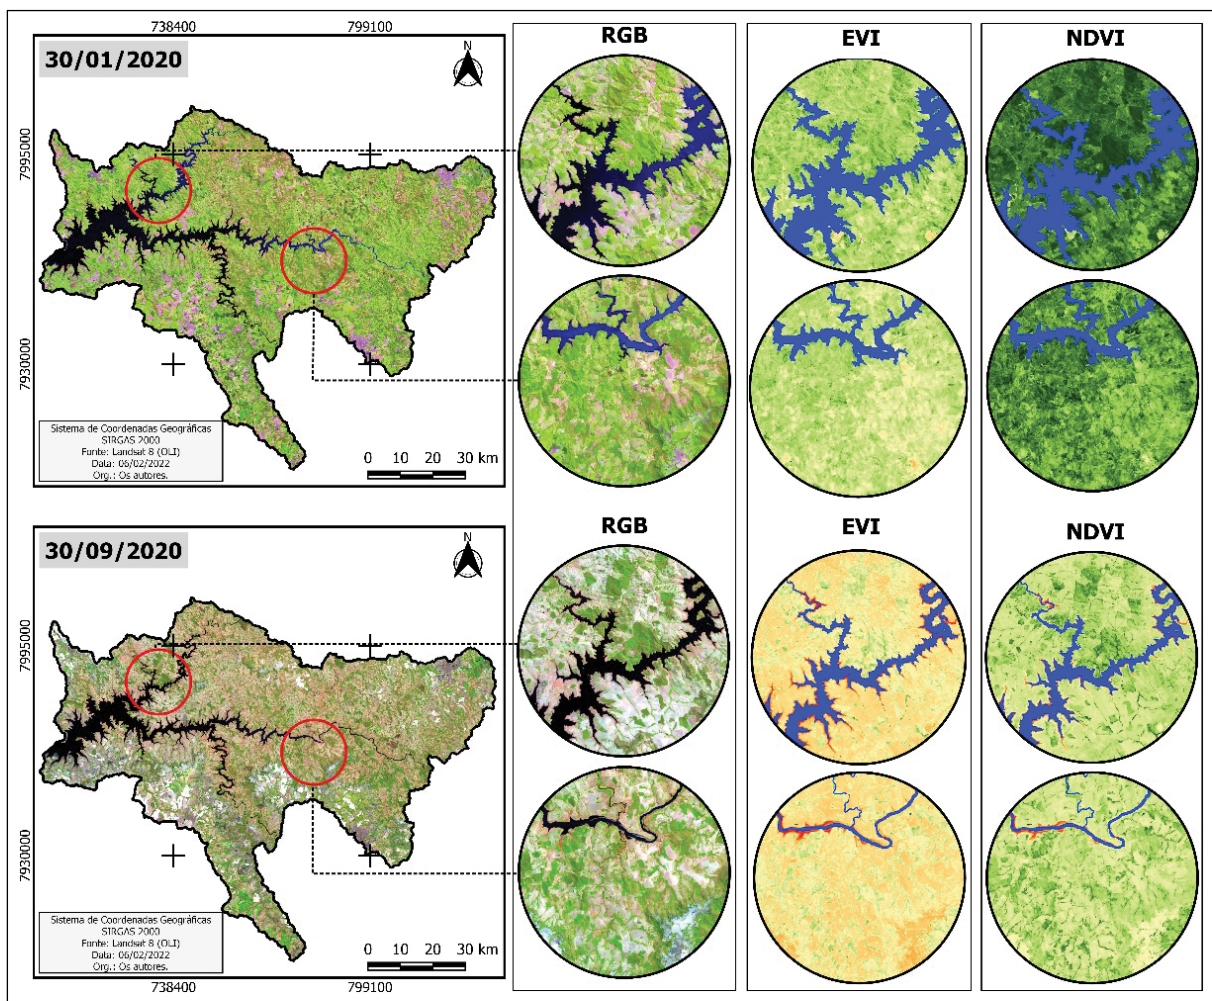 738400 799100
30/01/2020
N
7995000
7930000
Sistema de Coordenadas Geográficas
SIRGAS 2000
Fonte: Landsat 8 (OLI)
Data: 06/02/2022
Org.: Os autores.
0 10 20 30 km
RGB EVI NDVI
30/09/2020
N
7995000
7930000
Sistema de Coordenadas Geográficas
SIRGAS 2000
Fonte: Landsat 8 (OLI)
Data: 06/02/2022
Org.: Os autores.
0 10 20 30 km
738400 799100
RGB EVI NDVI